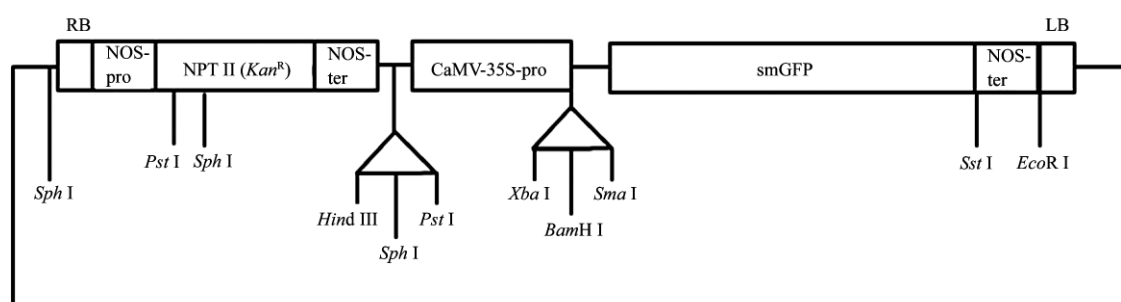 RB
LB
NOS-
pro
NPT II (Kanᴿ)
NOS-
ter
CaMV-35S-pro
smGFP
NOS-
ter
Pst I
Sph I
Sph I
Hind III
Sph I
Pst I
Xba I
BamH I
Sma I
Sst I
EcoR I